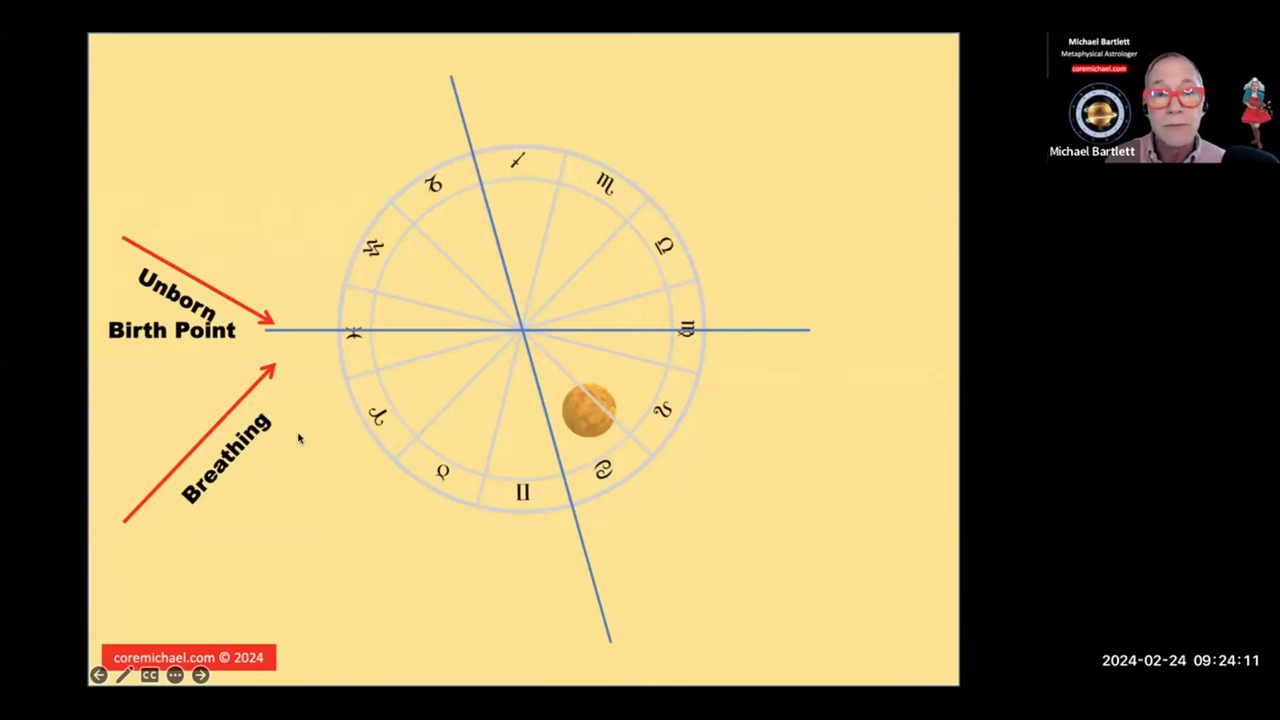 Unborn
Birth Point
Breathing
♐
♏
♎
♍
♌
♋
♊
♉
♈
♓
♒
♑
coremichael.com © 2024
CC
Michael Bartlett
Metaphysical Astrologer
coremichael.com
Michael Bartlett
2024-02-24 09:24:11